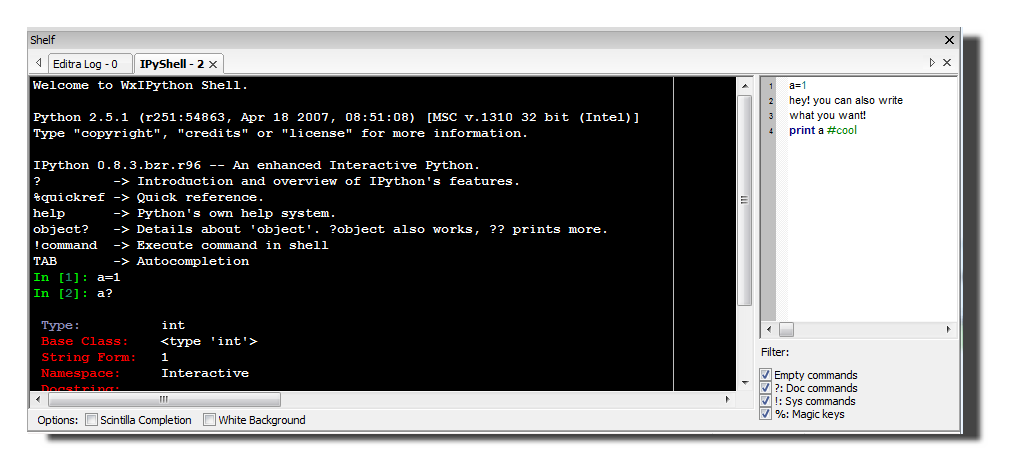 Shelf
Editra Log - 0
IPyShell - 2
Welcome to WxIPython Shell.
Python 2.5.1 (r251:54863, Apr 18 2007, 08:51:08) [MSC v.1310 32 bit (Intel)]
Type "copyright", "credits" or "license" for more information.
IPython 0.8.3.bzr.r96 -- An enhanced Interactive Python.
?         -> Introduction and overview of IPython's features.
%quickref -> Quick reference.
help      -> Python's own help system.
object?   -> Details about 'object'. ?object also works, ?? prints more.
!command  -> Execute command in shell
TAB       -> Autocompletion
In [1]: a=1
In [2]: a?
Type:           int
Base Class:     <type 'int'>
String Form:    1
Namespace:      Interactive
Docstring:
Options:
Scintilla Completion
White Background
1 a=1
2 hey! you can also write
3 what you want!
4 print a #cool
Filter:
Empty commands
?: Doc commands
!: Sys commands
%: Magic keys